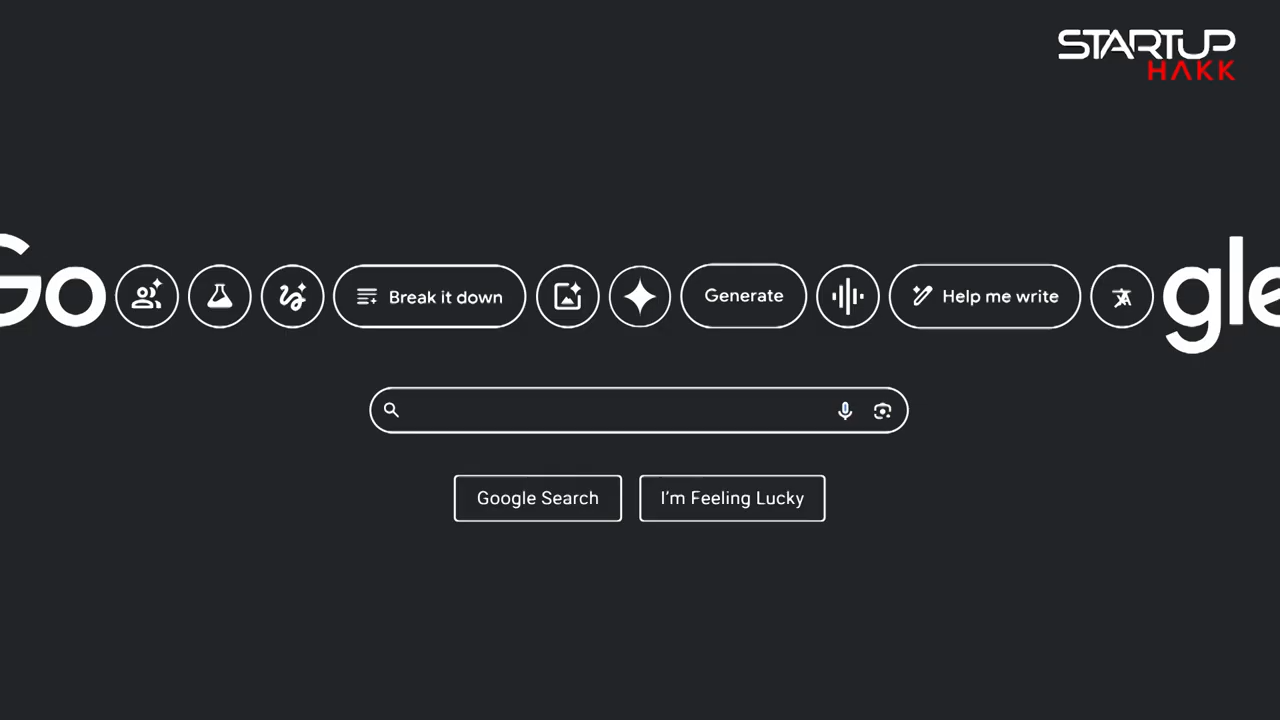 STARTUP
HAKK
Go Break it down Generate Help me write gle
Google Search I'm Feeling Lucky